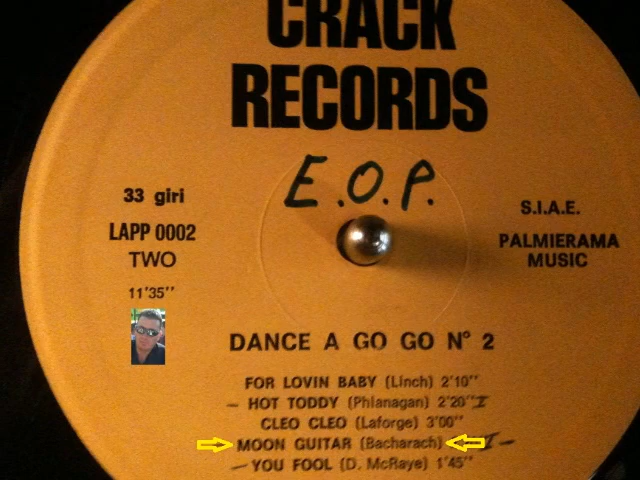 CRACK
RECORDS
E.O.P.
33 giri
S.I.A.E.
LAPP 0002
PALMIERAMA
TWO
MUSIC
11'35''
DANCE A GO GO N° 2
FOR LOVIN BABY (Linch) 2'10''
— HOT TODDY (Phlanagan) 2'20'' I
CLEO CLEO (Laforge) 3'00''
MOON GUITAR (Bacharach) I —
— YOU FOOL (D. McRaye) 1'45''